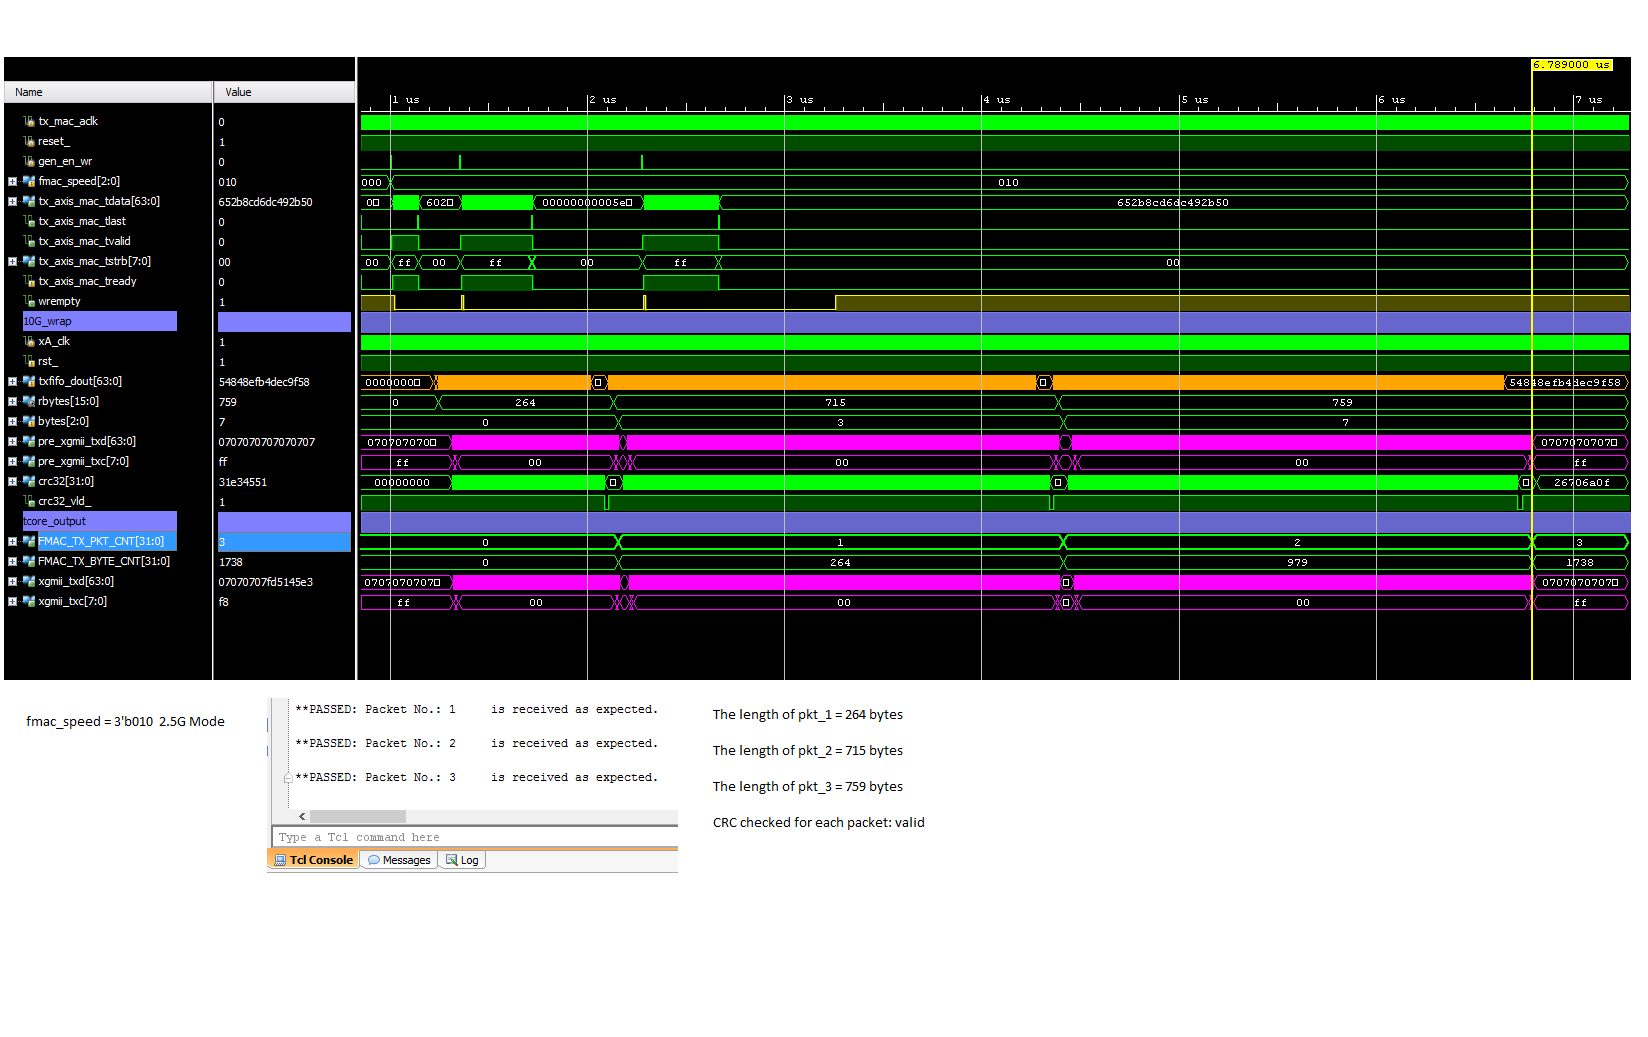 6.789000 us
Name Value
1 us 2 us 3 us 4 us 5 us 6 us 7 us
tx_mac_aclk 0
reset_ 1
gen_en_wr 0
fmac_speed[2:0] 010 000 010
tx_axis_mac_tdata[63:0] 652b8cd6dc492b50 0 602 00000000005e 652b8cd6dc492b50
tx_axis_mac_tlast 0
tx_axis_mac_tvalid 0
tx_axis_mac_tstrb[7:0] 00 00 ff 00 ff 00 ff 00
tx_axis_mac_tready 0
wrempty 1
10G_wrap
xA_clk 1
rst_ 1
txfifo_dout[63:0] 54848efb4dec9f58 0000000 54848efb4dec9f58
rbytes[15:0] 759 0 264 715 759
bytes[2:0] 7 0 3 7
pre_xgmii_txd[63:0] 0707070707070707 070707070 0707070707
pre_xgmii_txc[7:0] ff ff 00 00 00 ff
crc32[31:0] 31e34551 00000000 26706a0f
crc32_vld_ 1
tcore_output
FMAC_TX_PKT_CNT[31:0] 3 0 1 2 3
FMAC_TX_BYTE_CNT[31:0] 1738 0 264 979 1738
xgmii_txd[63:0] 07070707fd5145e3 0707070707 0707070707
xgmii_txc[7:0] f8 ff 00 00 00 ff
fmac_speed = 3'b010 2.5G Mode
**PASSED: Packet No.: 1 is received as expected.
**PASSED: Packet No.: 2 is received as expected.
**PASSED: Packet No.: 3 is received as expected.
Type a Tcl command here
Tcl Console Messages Log
The length of pkt_1 = 264 bytes
The length of pkt_2 = 715 bytes
The length of pkt_3 = 759 bytes
CRC checked for each packet: valid